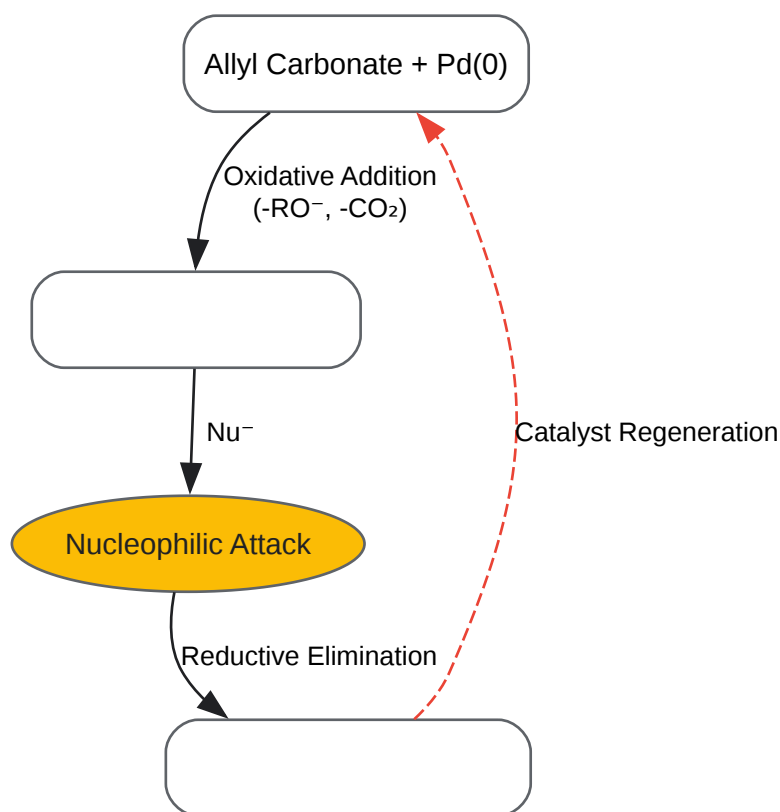 Allyl Carbonate + Pd(0)
Oxidative Addition
(-RO⁻, -CO₂)
Nu⁻
Catalyst Regeneration
Nucleophilic Attack
Reductive Elimination